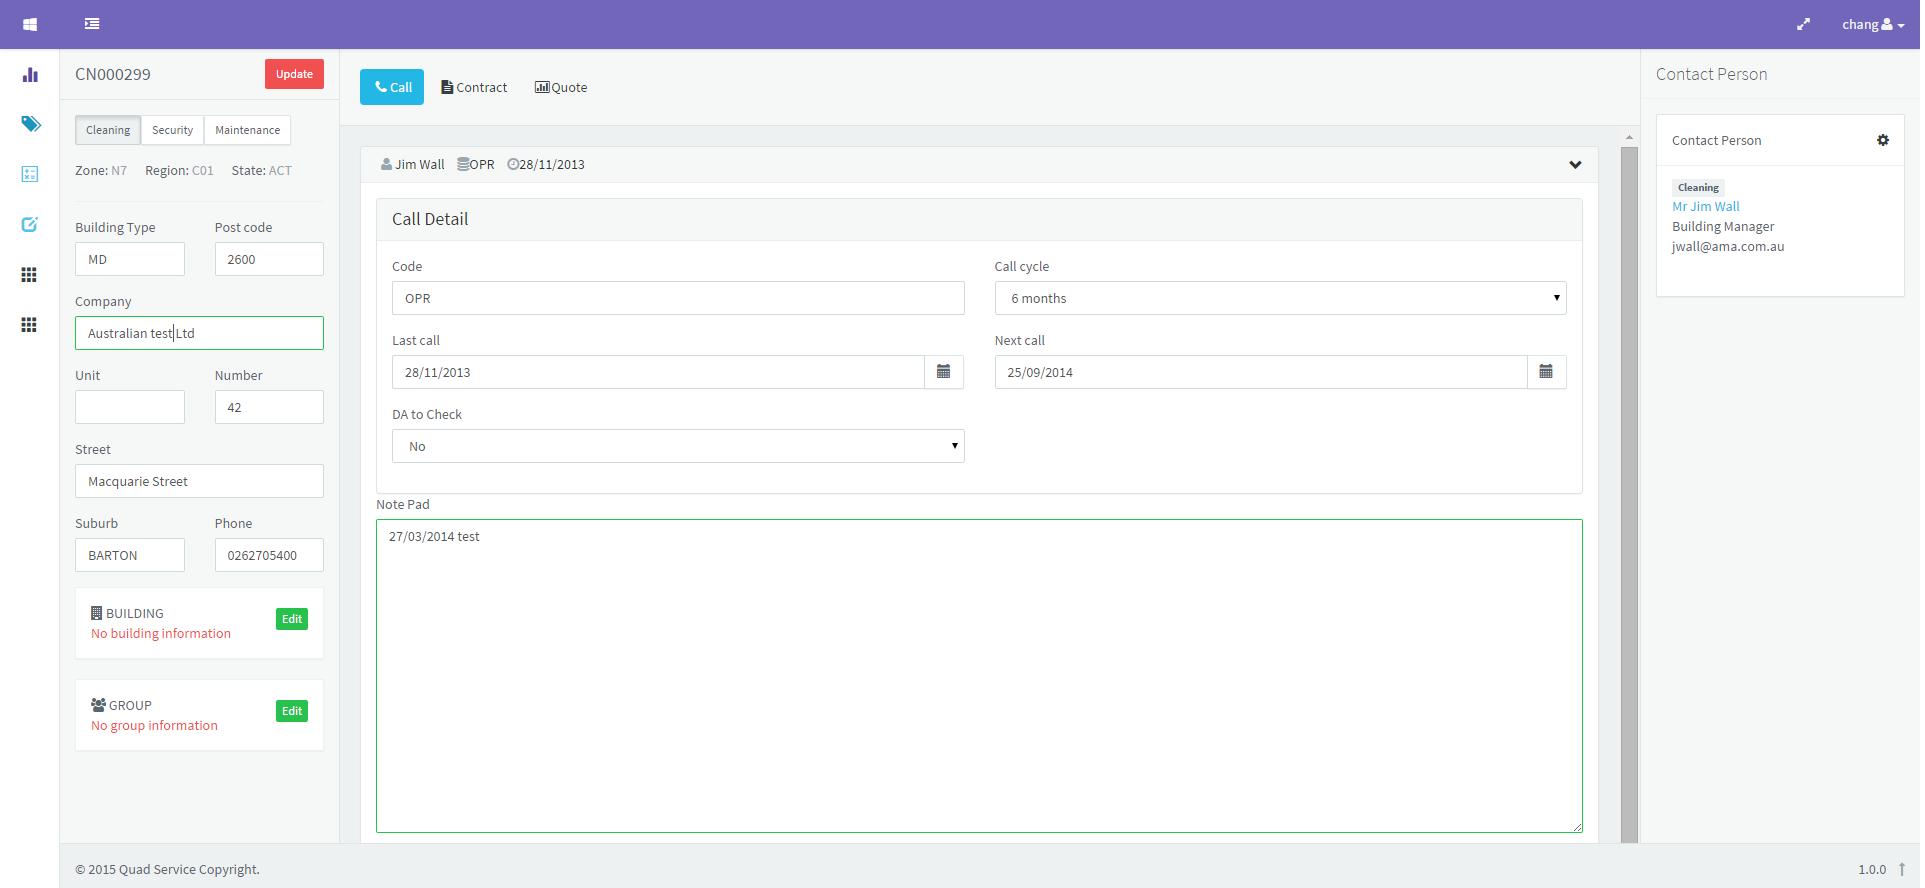 chang
CN000299
Update
Cleaning
Security
Maintenance
Zone: N7 Region: C01 State: ACT
Building Type
Post code
MD
2600
Company
Australian test Ltd
Unit
Number
42
Street
Macquarie Street
Suburb
Phone
BARTON
0262705400
BUILDING
No building information
Edit
GROUP
No group information
Edit
Call
Contract
Quote
Jim Wall OPR 28/11/2013
Call Detail
Code
Call cycle
OPR
6 months
Last call
Next call
28/11/2013
25/09/2014
DA to Check
No
Note Pad
27/03/2014 test
Contact Person
Contact Person
Cleaning
Mr Jim Wall
Building Manager
jwall@ama.com.au
© 2015 Quad Service Copyright.
1.0.0